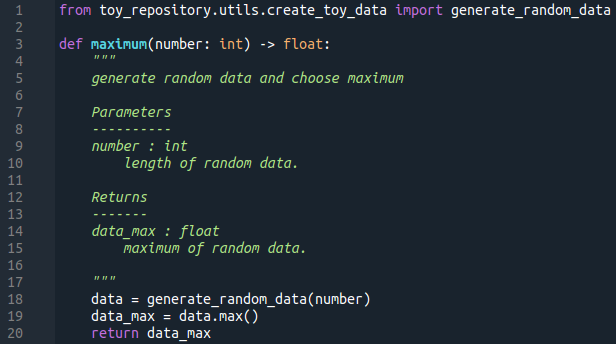 1 from toy_repository.utils.create_toy_data import generate_random_data
2
3 def maximum(number: int) -> float:
4     """
5     generate random data and choose maximum
6
7     Parameters
8     ----------
9     number : int
10         length of random data.
11
12     Returns
13     -------
14     data_max : float
15         maximum of random data.
16
17     """
18     data = generate_random_data(number)
19     data_max = data.max()
20     return data_max